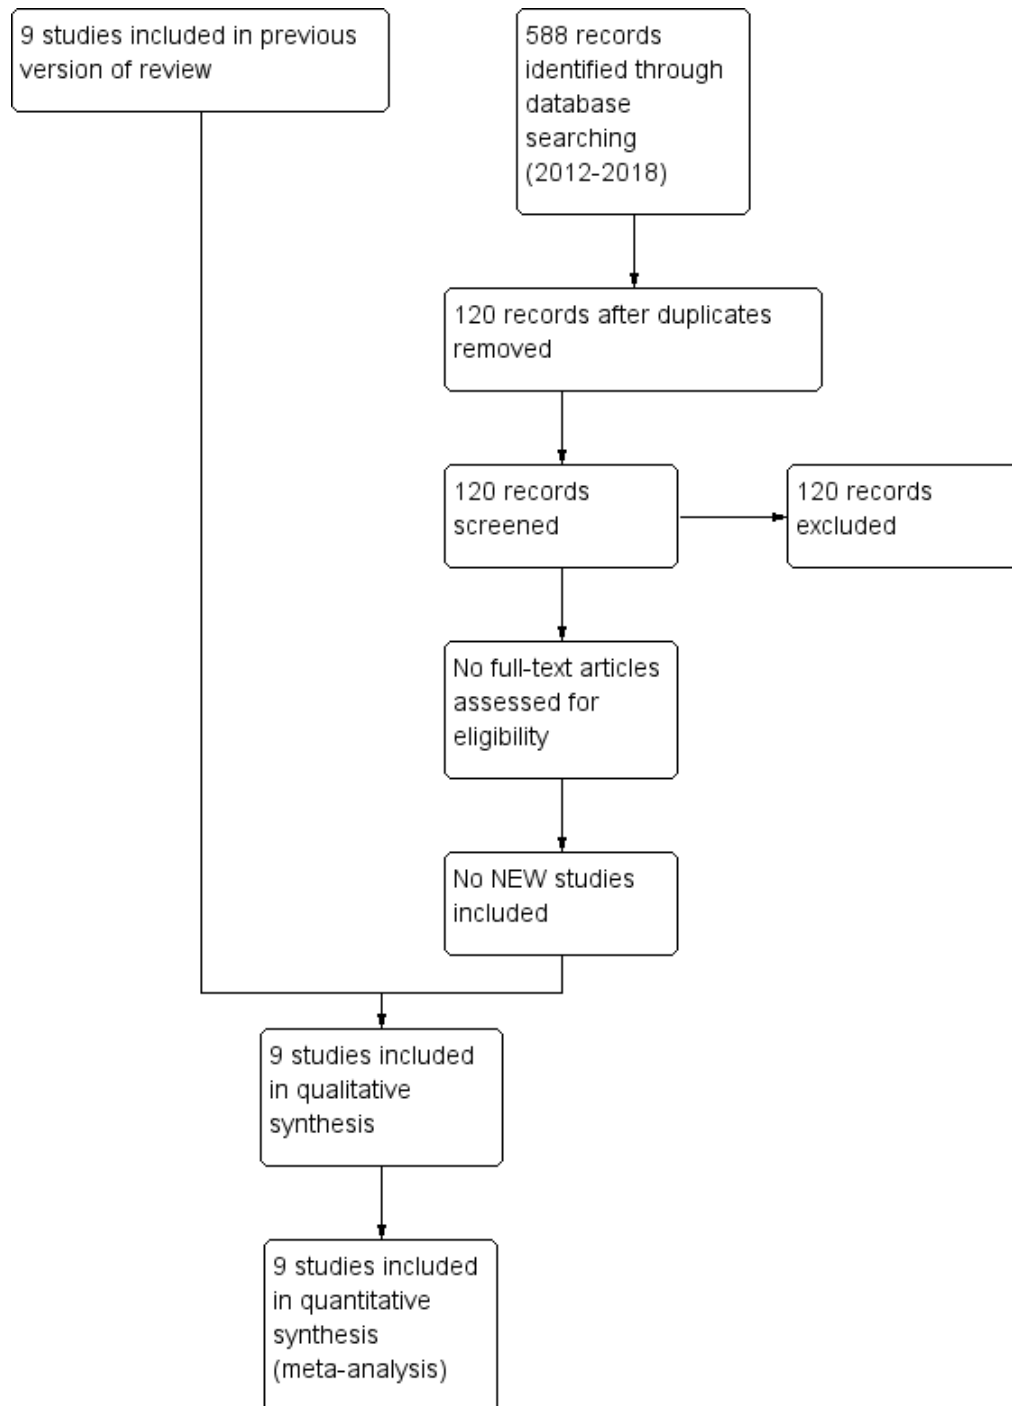 9 studies included in previous
version of review
588 records
identified through
database
searching
(2012-2018)
120 records after duplicates
removed
120 records
screened
120 records
excluded
No full-text articles
assessed for
eligibility
No NEW studies
included
9 studies included
in qualitative
synthesis
9 studies included
in quantitative
synthesis
(meta-analysis)